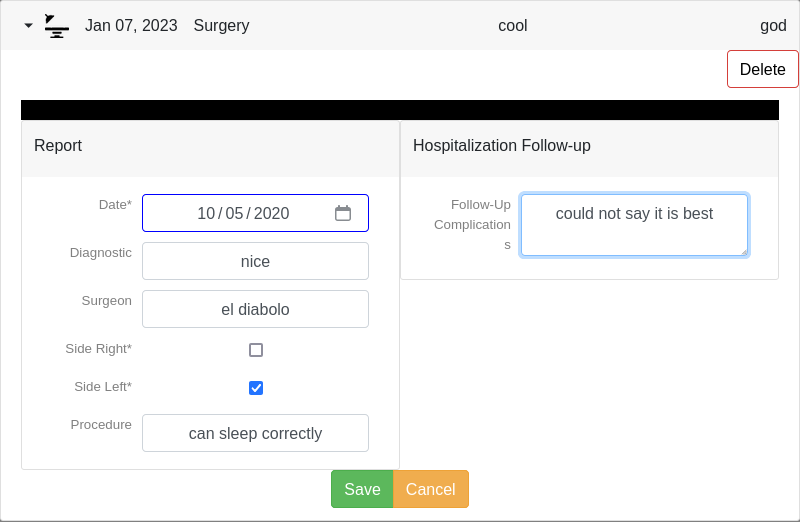 Jan 07, 2023 Surgery cool god
Delete
Report
Date* 10/05/2020
Diagnostic nice
Surgeon el diabolo
Side Right*
Side Left*
Procedure can sleep correctly
Hospitalization Follow-up
Follow-Up
Complication
s
could not say it is best
Save Cancel